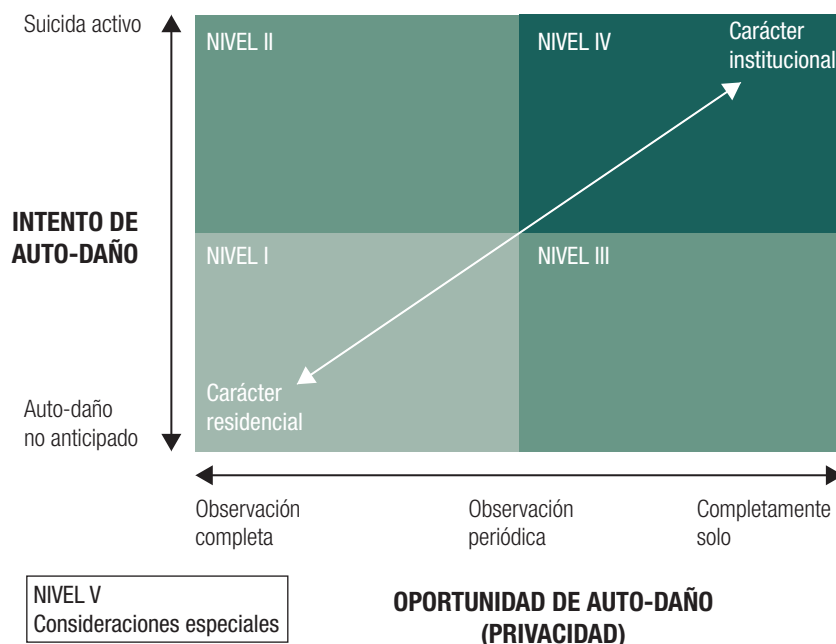 Suicida activo
NIVEL II
NIVEL IV
Carácter
institucional
INTENTO DE
AUTO-DAÑO
NIVEL I
NIVEL III
Carácter
residencial
Auto-daño
no anticipado
Observación
completa
Observación
periódica
Completamente
solo
NIVEL V
Consideraciones especiales
OPORTUNIDAD DE AUTO-DAÑO
(PRIVACIDAD)